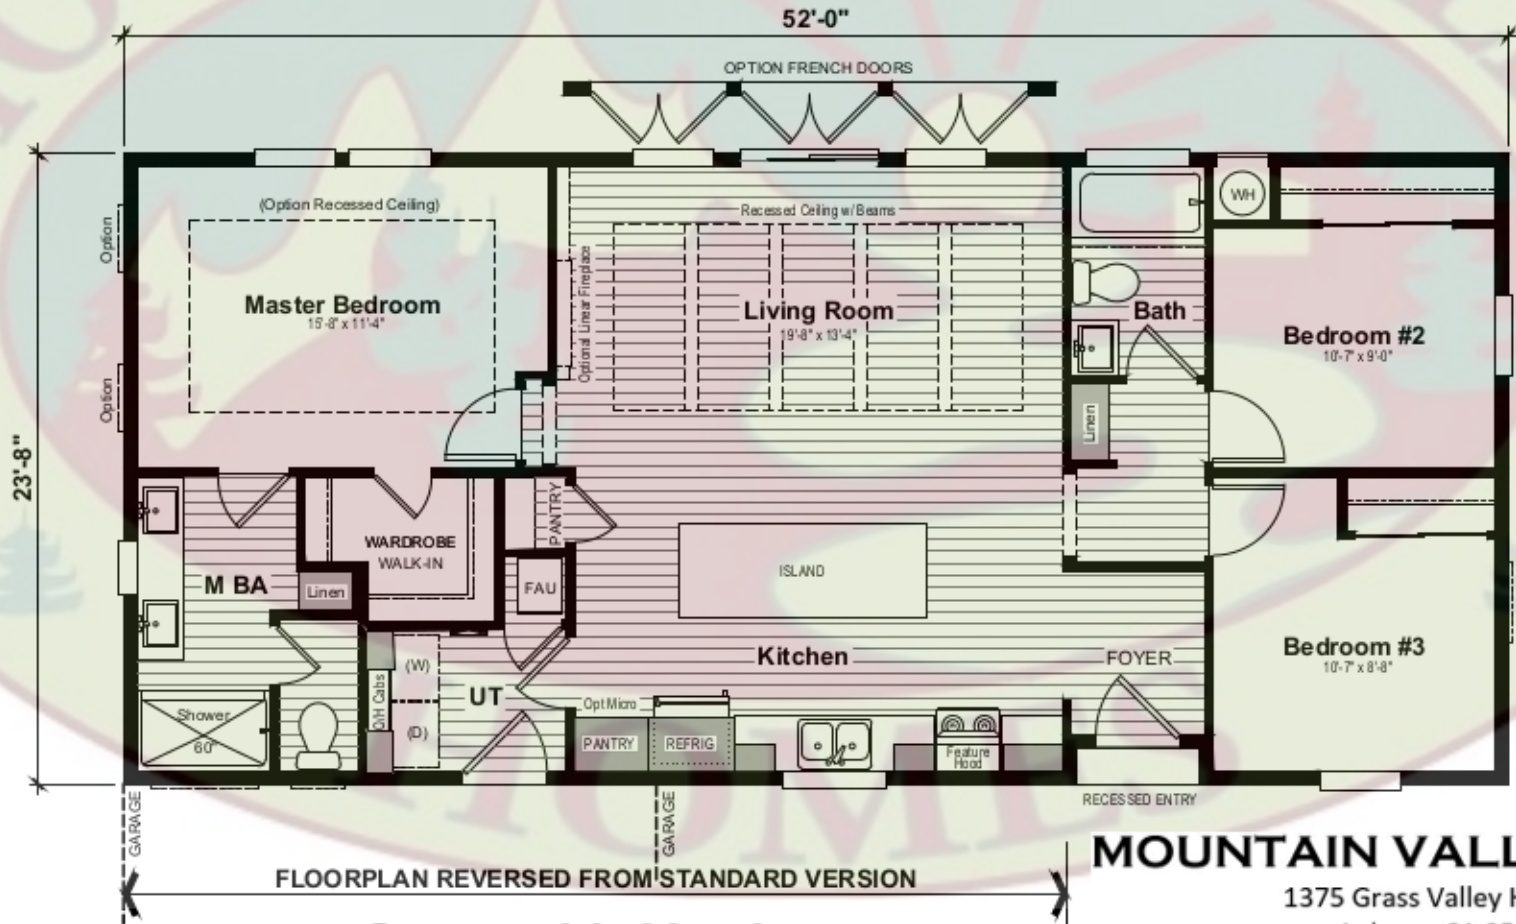 52'-0"
OPTION FRENCH DOORS
(Option Recessed Ceiling)
Recessed Ceiling w/Beams
WH
Option
Option
Optional Linear Fireplace
Master Bedroom
15'-8" x 11'-4"
Living Room
19'-8" x 13'-4"
Bath
Bedroom #2
10'-7" x 9'-0"
Linen
23'-8"
PANTRY
WARDROBE
WALK-IN
ISLAND
M BA
Linen
FAU
Kitchen
FOYER
Bedroom #3
10'-7" x 8'-8"
(W)
UT
O/H Cabs
Opt Micro
Shower
60"
(D)
PANTRY
REFRIG
Feature
Hood
RECESSED ENTRY
GARAGE
GARAGE
HOMES
FLOORPLAN REVERSED FROM STANDARD VERSION
MOUNTAIN VALL
1375 Grass Valley H